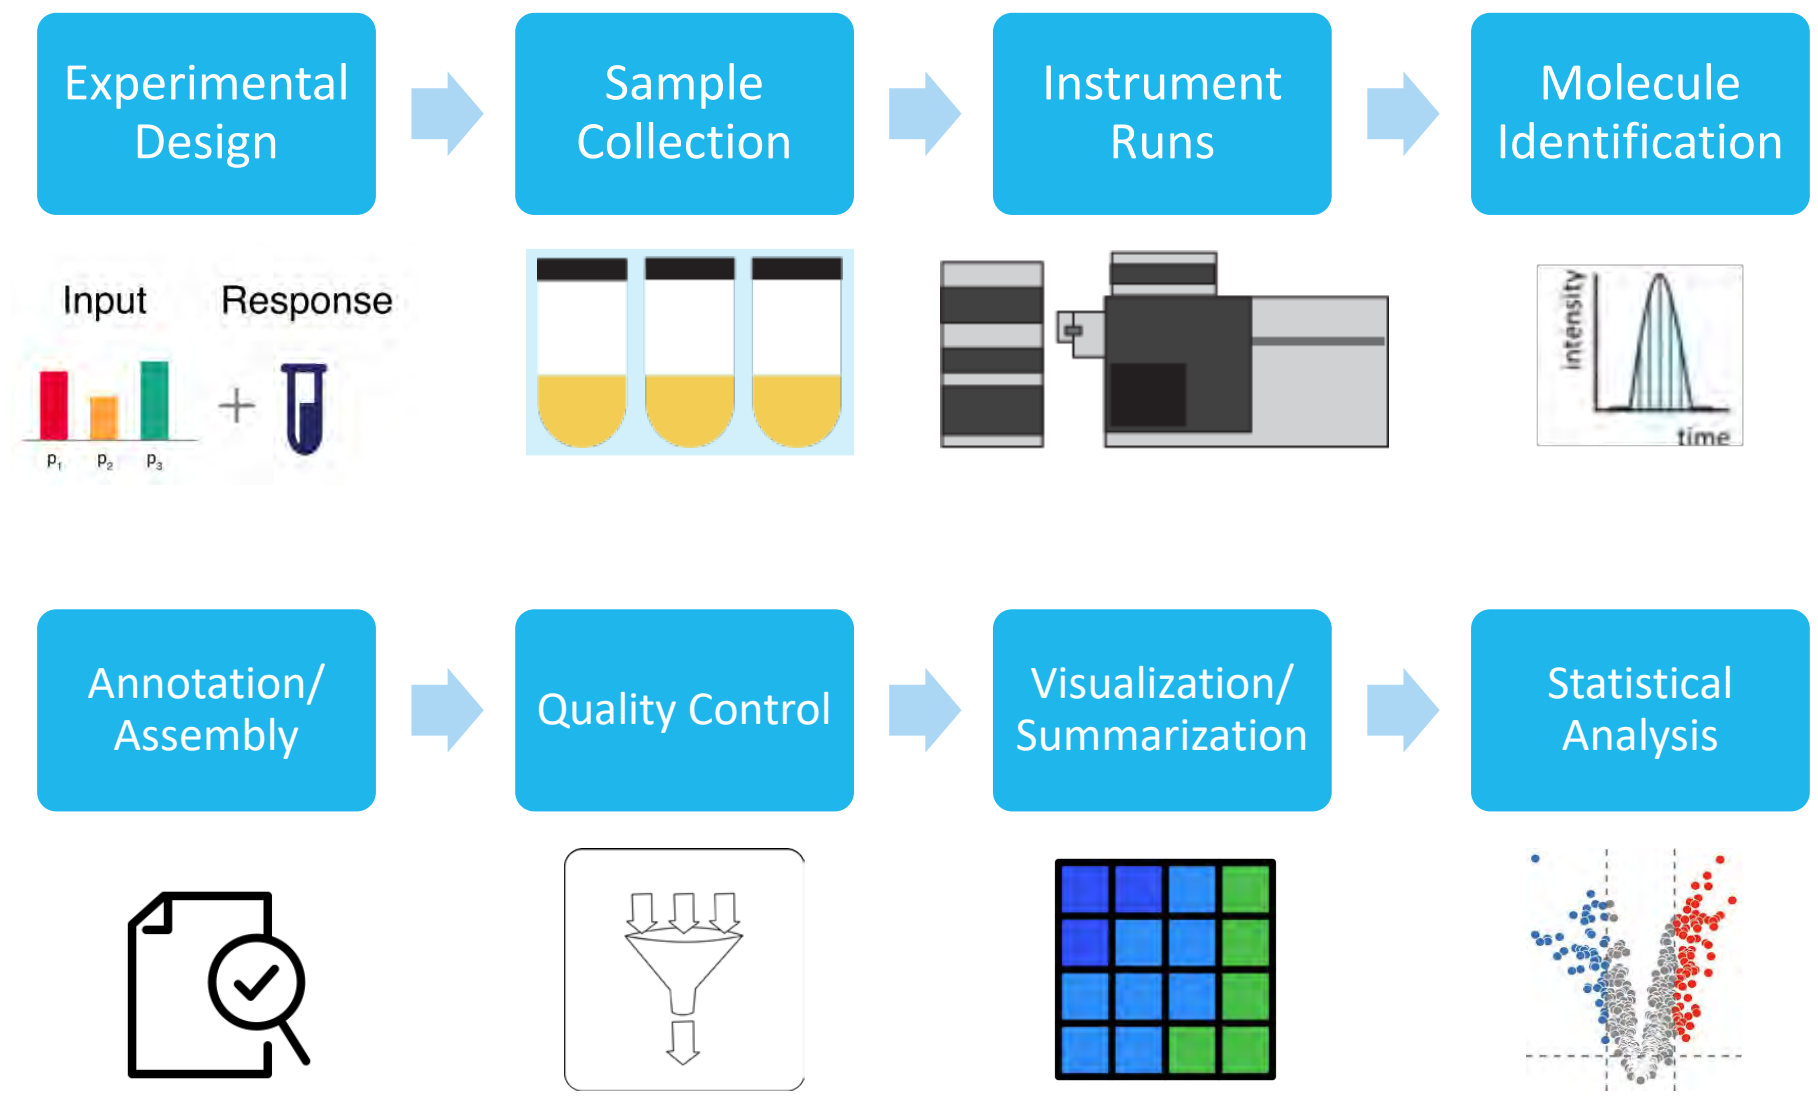 Experimental
Design
Sample
Collection
Instrument
Runs
Molecule
Identification
Input
Response
+
p1
p2
p3
intensity
time
Annotation/
Assembly
Quality Control
Visualization/
Summarization
Statistical
Analysis